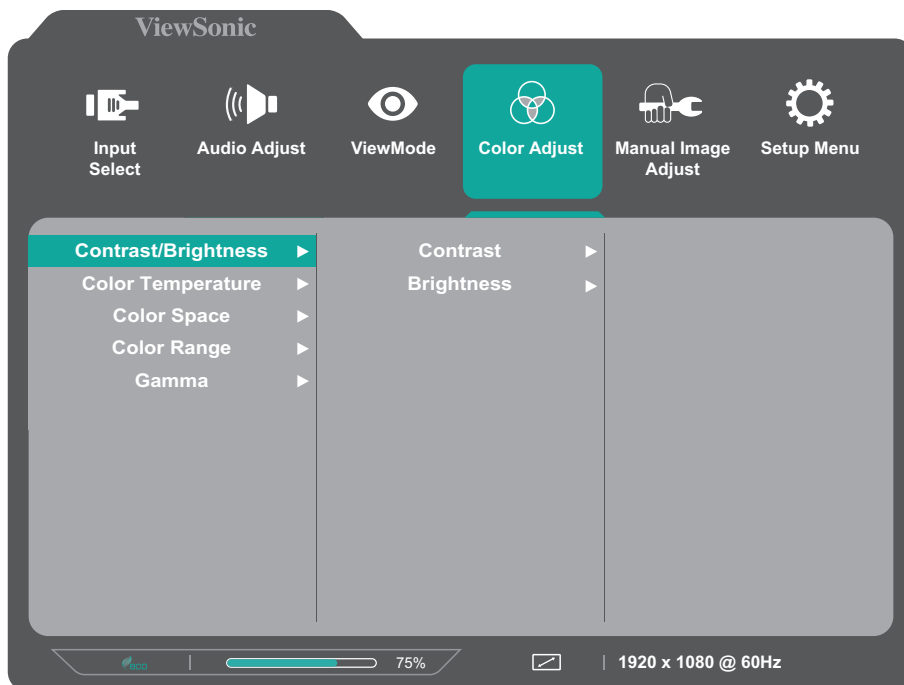 ViewSonic
Input
Select
Audio Adjust
ViewMode
Color Adjust
Manual Image
Adjust
Setup Menu
Contrast/Brightness
Color Temperature
Color Space
Color Range
Gamma
Contrast
Brightness
eco
75%
1920 x 1080 @ 60Hz